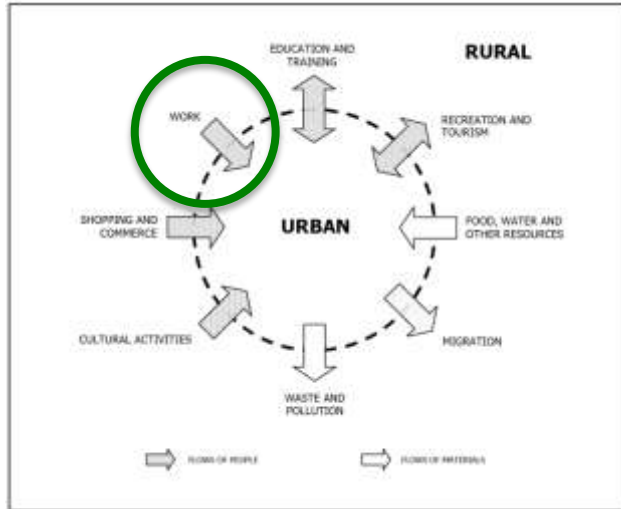 EDUCATION AND
TRAINING
RURAL
WORK
RECREATION AND
TOURISM
SHOPPING AND
COMMERCE
URBAN
FOOD, WATER AND
OTHER RESOURCES
CULTURAL ACTIVITIES
MIGRATION
WASTE AND
POLLUTION
FLOWS OF PEOPLE
FLOWS OF MATERIALS